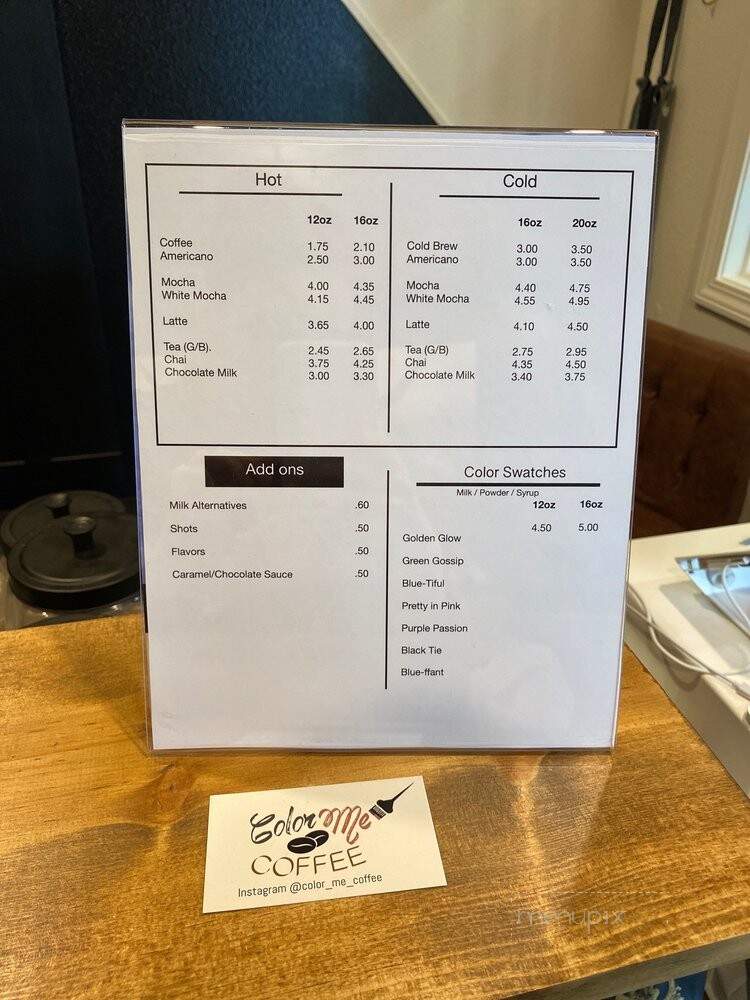 Hot
12oz 16oz
Coffee 1.75 2.10
Americano 2.50 3.00
Mocha 4.00 4.35
White Mocha 4.15 4.45
Latte 3.65 4.00
Tea (G/B). 2.45 2.65
Chai 3.75 4.25
Chocolate Milk 3.00 3.30
Cold
16oz 20oz
Cold Brew 3.00 3.50
Americano 3.00 3.50
Mocha 4.40 4.75
White Mocha 4.55 4.95
Latte 4.10 4.50
Tea (G/B) 2.75 2.95
Chai 4.35 4.50
Chocolate Milk 3.40 3.75
Add ons
Milk Alternatives .60
Shots .50
Flavors .50
Caramel/Chocolate Sauce .50
Color Swatches
Milk / Powder / Syrup
12oz 16oz
4.50 5.00
Golden Glow
Green Gossip
Blue-Tiful
Pretty in Pink
Purple Passion
Black Tie
Blue-ffant
Color Me
COFFEE
Instagram @color_me_coffee
menupix